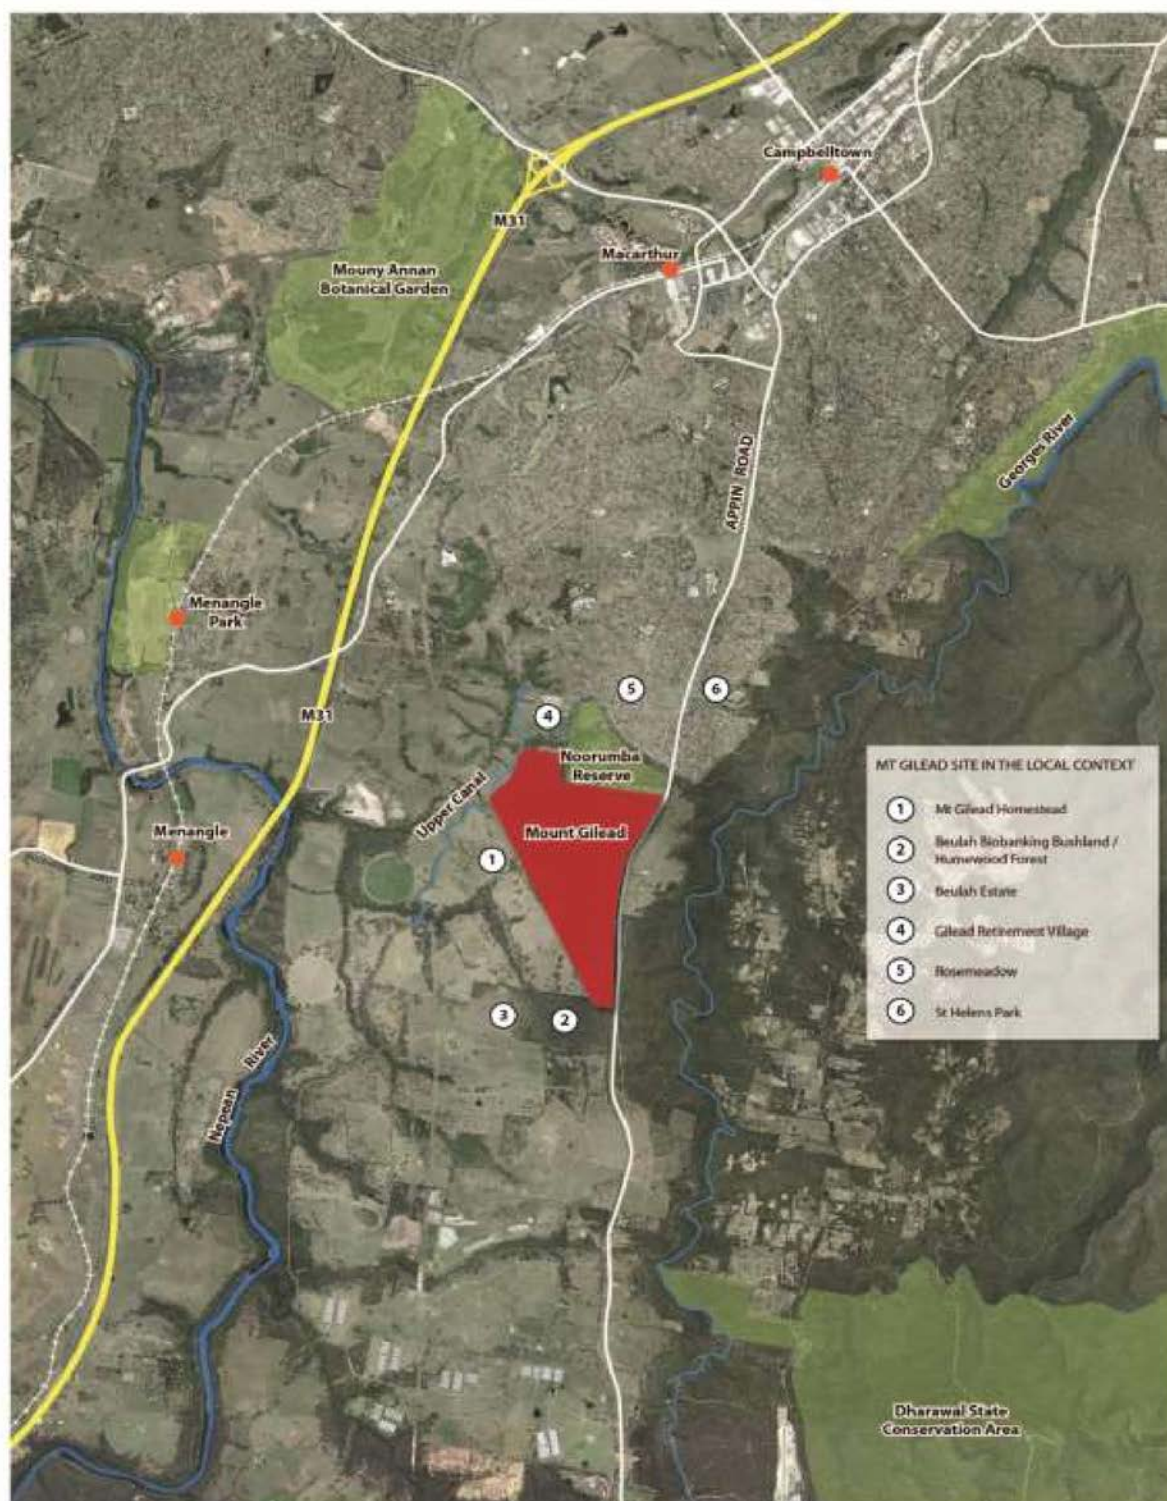 Campbelltown
M31
Macarthur
Mouny Annan
Botanical Garden
Georges River
APPIN ROAD
Menangle
Park
5
6
M31
4
Noorumba
Reserve
Upper Canal
Mount Gilead
Menangle
1
3
2
Nepean River
Dharawal State
Conservation Area
MT GILEAD SITE IN THE LOCAL CONTEXT
1 Mt Gilead Homestead
2 Beulah Biobanking Bushland /
Humewood Forest
3 Beulah Estate
4 Gilead Retirement Village
5 Rosemeadow
6 St Helens Park